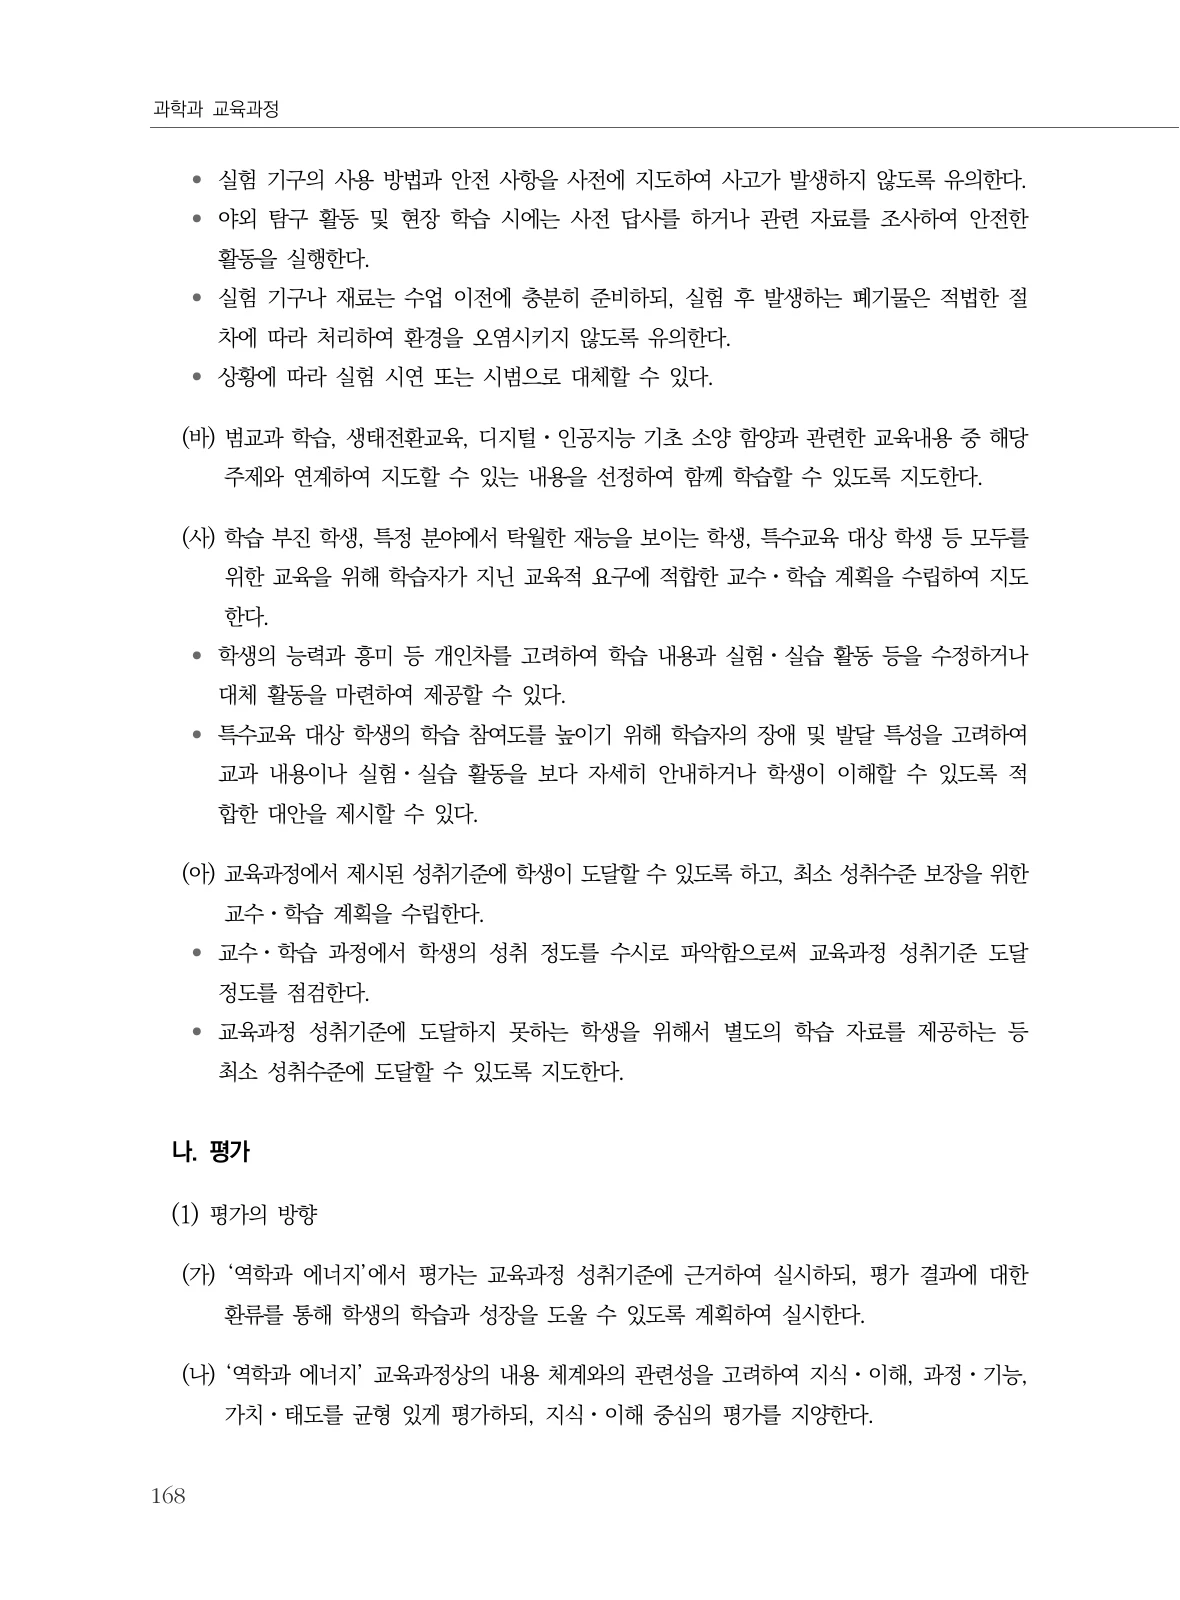 과학과 교육과정
• 실험 기구의 사용 방법과 안전 사항을 사전에 지도하여 사고가 발생하지 않도록 유의한다.
• 야외 탐구 활동 및 현장 학습 시에는 사전 답사를 하거나 관련 자료를 조사하여 안전한
활동을 실행한다.
• 실험 기구나 재료는 수업 이전에 충분히 준비하되, 실험 후 발생하는 폐기물은 적법한 절
차에 따라 처리하여 환경을 오염시키지 않도록 유의한다.
• 상황에 따라 실험 시연 또는 시범으로 대체할 수 있다.
(바) 범교과 학습, 생태전환교육, 디지털·인공지능 기초 소양 함양과 관련한 교육내용 중 해당
주제와 연계하여 지도할 수 있는 내용을 선정하여 함께 학습할 수 있도록 지도한다.
(사) 학습 부진 학생, 특정 분야에서 탁월한 재능을 보이는 학생, 특수교육 대상 학생 등 모두를
위한 교육을 위해 학습자가 지닌 교육적 요구에 적합한 교수·학습 계획을 수립하여 지도
한다.
• 학생의 능력과 흥미 등 개인차를 고려하여 학습 내용과 실험·실습 활동 등을 수정하거나
대체 활동을 마련하여 제공할 수 있다.
• 특수교육 대상 학생의 학습 참여도를 높이기 위해 학습자의 장애 및 발달 특성을 고려하여
교과 내용이나 실험·실습 활동을 보다 자세히 안내하거나 학생이 이해할 수 있도록 적
합한 대안을 제시할 수 있다.
(아) 교육과정에서 제시된 성취기준에 학생이 도달할 수 있도록 하고, 최소 성취수준 보장을 위한
교수·학습 계획을 수립한다.
• 교수·학습 과정에서 학생의 성취 정도를 수시로 파악함으로써 교육과정 성취기준 도달
정도를 점검한다.
• 교육과정 성취기준에 도달하지 못하는 학생을 위해서 별도의 학습 자료를 제공하는 등
최소 성취수준에 도달할 수 있도록 지도한다.
나. 평가
(1) 평가의 방향
(가) ‘역학과 에너지’에서 평가는 교육과정 성취기준에 근거하여 실시하되, 평가 결과에 대한
환류를 통해 학생의 학습과 성장을 도울 수 있도록 계획하여 실시한다.
(나) ‘역학과 에너지’ 교육과정상의 내용 체계와의 관련성을 고려하여 지식·이해, 과정·기능,
가치·태도를 균형 있게 평가하되, 지식·이해 중심의 평가를 지양한다.
168